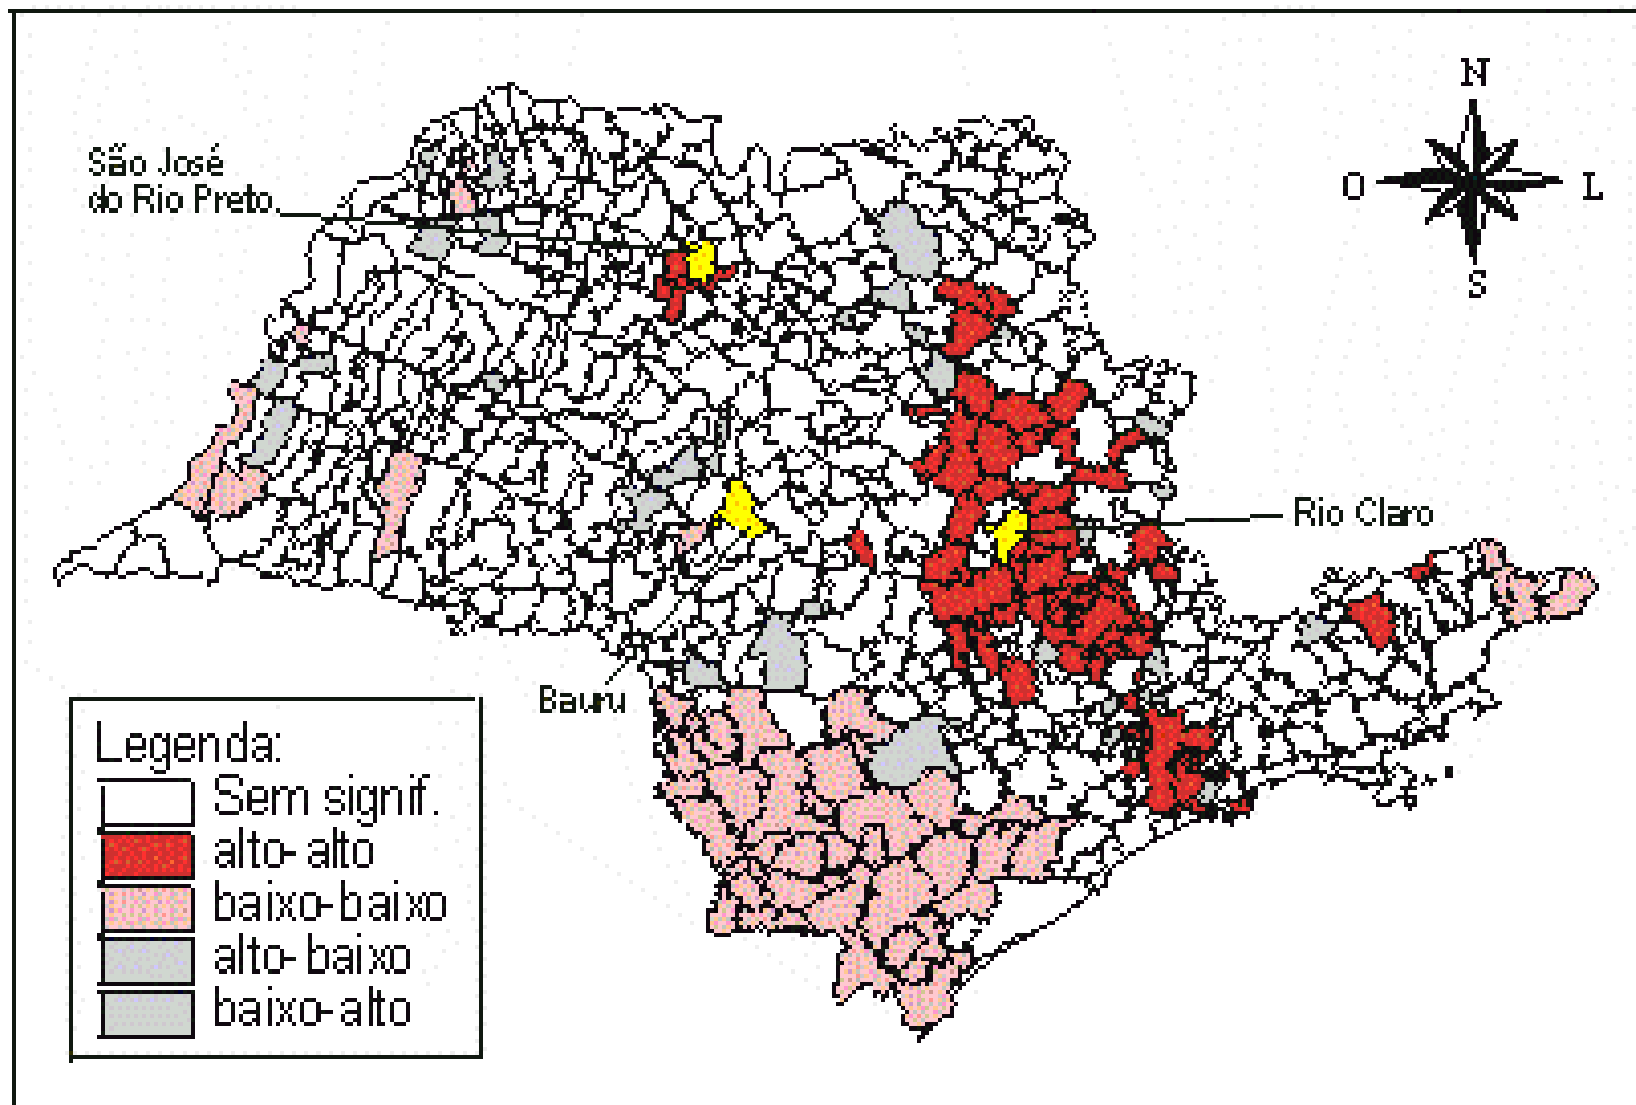 N
São José
do Rio Preto
O
L
S
Rio Claro
Bauru
Legenda:
Sem signif.
alto-alto
baixo-baixo
alto-baixo
baixo-alto